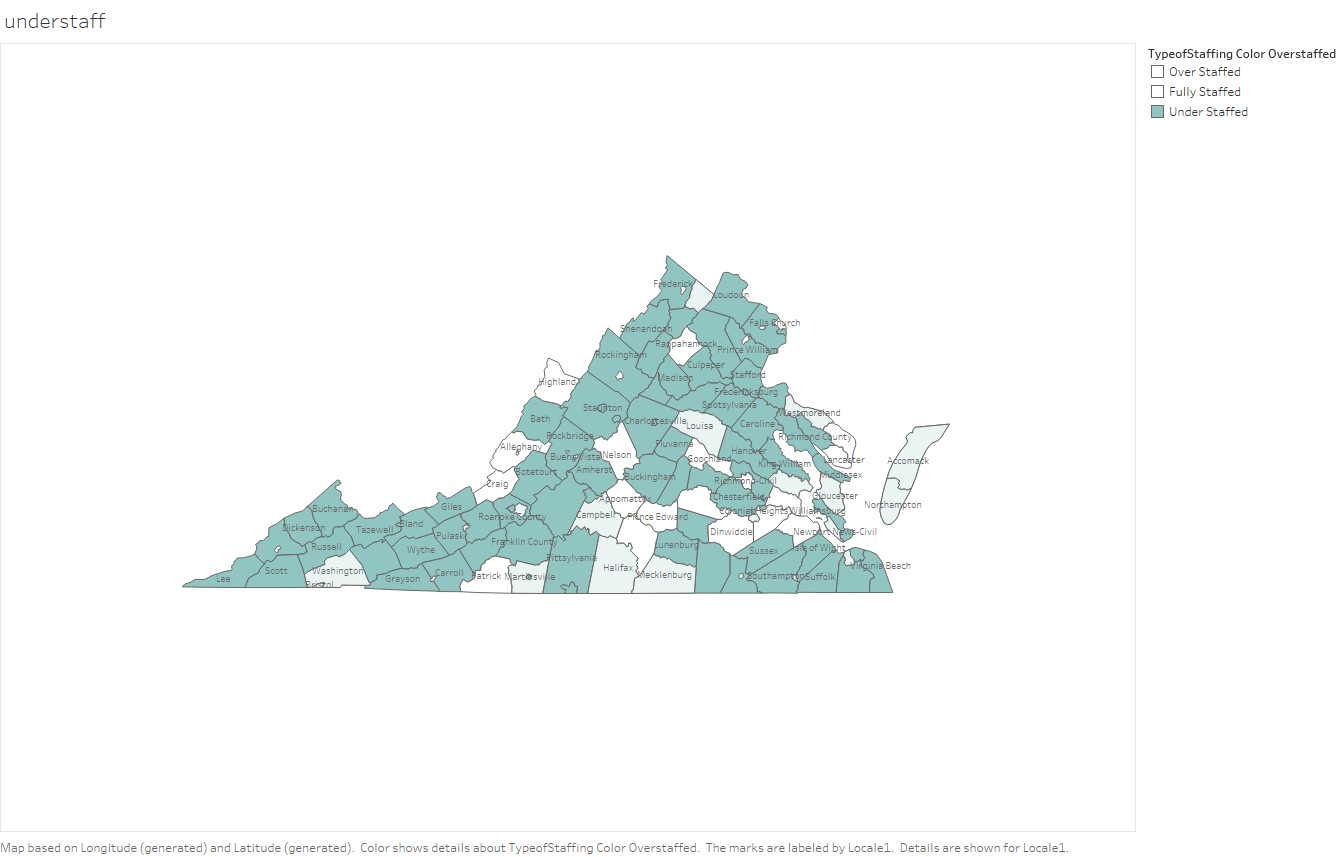 understaff
TypeofStaffing Color Overstaffed
Over Staffed
Fully Staffed
Under Staffed
Frederick
Loudoun
Falls Church
Shenandoah
Rappahannock
Prince William
Rockingham
Culpeper
Madison
Stafford
Highland
Fredericksburg
Spotsylvania
Staunton
Westmoreland
Bath
Charlottesville
Louisa
Caroline
Rockbridge
Richmond County
Alleghany
Fluvanna
Hanover
Buena Vista
Nelson
Goochland
King William
Lancaster
Accomack
Botetourt
Amherst
Buckingham
Middlesex
Craig
Richmond-Civil
Appomattox
Chesterfield
Gloucester
Northampton
Buchanan
Giles
Campbell
Prince Edward
Colonial Heights
Williamsburg
Roanoke County
Dickenson
Tazewell
Bland
Pulaski
Dinwiddie
Newport News-Civil
Russell
Wythe
Franklin County
Lunenburg
Sussex
Isle of Wight
Pittsylvania
Lee
Scott
Washington
Bristol
Grayson
Carroll
Patrick
Martinsville
Halifax
Mecklenburg
Southampton
Suffolk
Virginia Beach
Map based on Longitude (generated) and Latitude (generated).  Color shows details about TypeofStaffing Color Overstaffed.  The marks are labeled by Locale1.  Details are shown for Locale1.